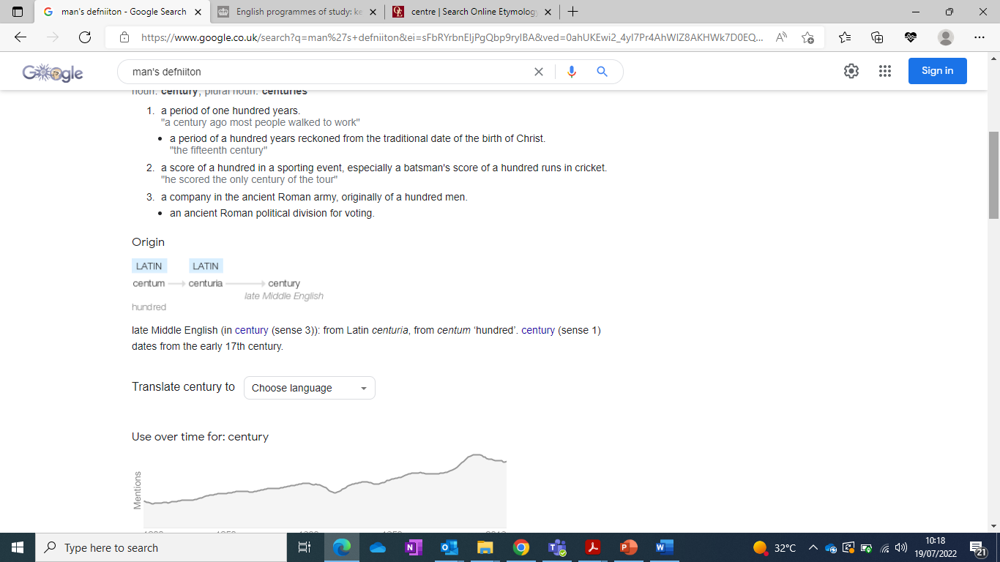 man's defniiton - Google Search
English programmes of study: ke
centre | Search Online Etymology
https://www.google.co.uk/search?q=man%27s+defniiton&ei=sFbRYrbnEIjPgQbp9rylBA&ved=0ahUKEwi2_4yl7Pr4AhWIZ8AKHWk7D0EQ...
Google
man's defniiton
Sign in
noun: century; plural noun: centuries
1. a period of one hundred years.
"a century ago most people walked to work"
• a period of a hundred years reckoned from the traditional date of the birth of Christ.
"the fifteenth century"
2. a score of a hundred in a sporting event, especially a batsman's score of a hundred runs in cricket.
"he scored the only century of the tour"
3. a company in the ancient Roman army, originally of a hundred men.
• an ancient Roman political division for voting.
Origin
LATIN LATIN
centum centuria century
late Middle English
hundred
late Middle English (in century (sense 3)): from Latin centuria, from centum ‘hundred’. century (sense 1)
dates from the early 17th century.
Translate century to Choose language
Use over time for: century
Mentions
Type here to search
32°C
10:18
19/07/2022
21